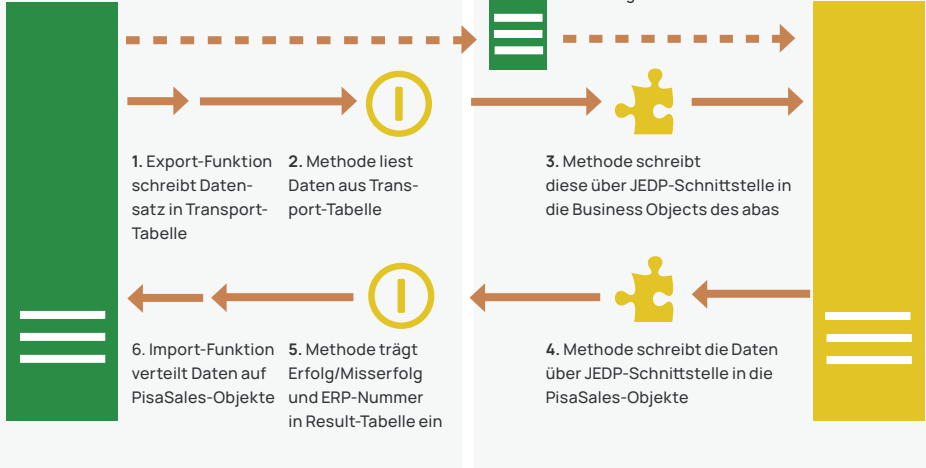 1. Export-Funktion
schreibt Daten-
satz in Transport-
Tabelle
2. Methode liest
Daten aus Trans-
port-Tabelle
3. Methode schreibt
diese über JEDP-Schnittstelle in
die Business Objects des abas
6. Import-Funktion
verteilt Daten auf
PisaSales-Objekte
5. Methode trägt
Erfolg/Misserfolg
und ERP-Nummer
in Result-Tabelle ein
4. Methode schreibt die Daten
über JEDP-Schnittstelle in die
PisaSales-Objekte